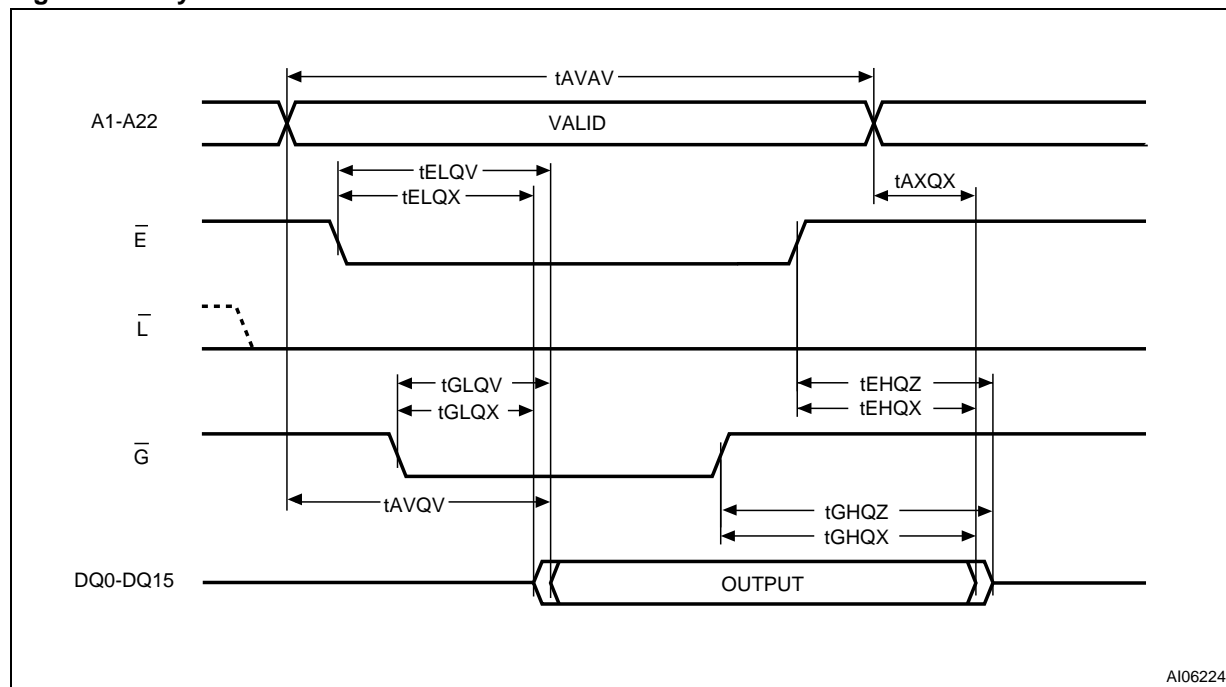 tAVAV
A1-A22
VALID
tELQV
tAXQX
tELQX
E
L
tGLQV
tEHQZ
tGLQX
tEHQX
G
tAVQV
tGHQZ
tGHQX
DQ0-DQ15
OUTPUT
AI06224